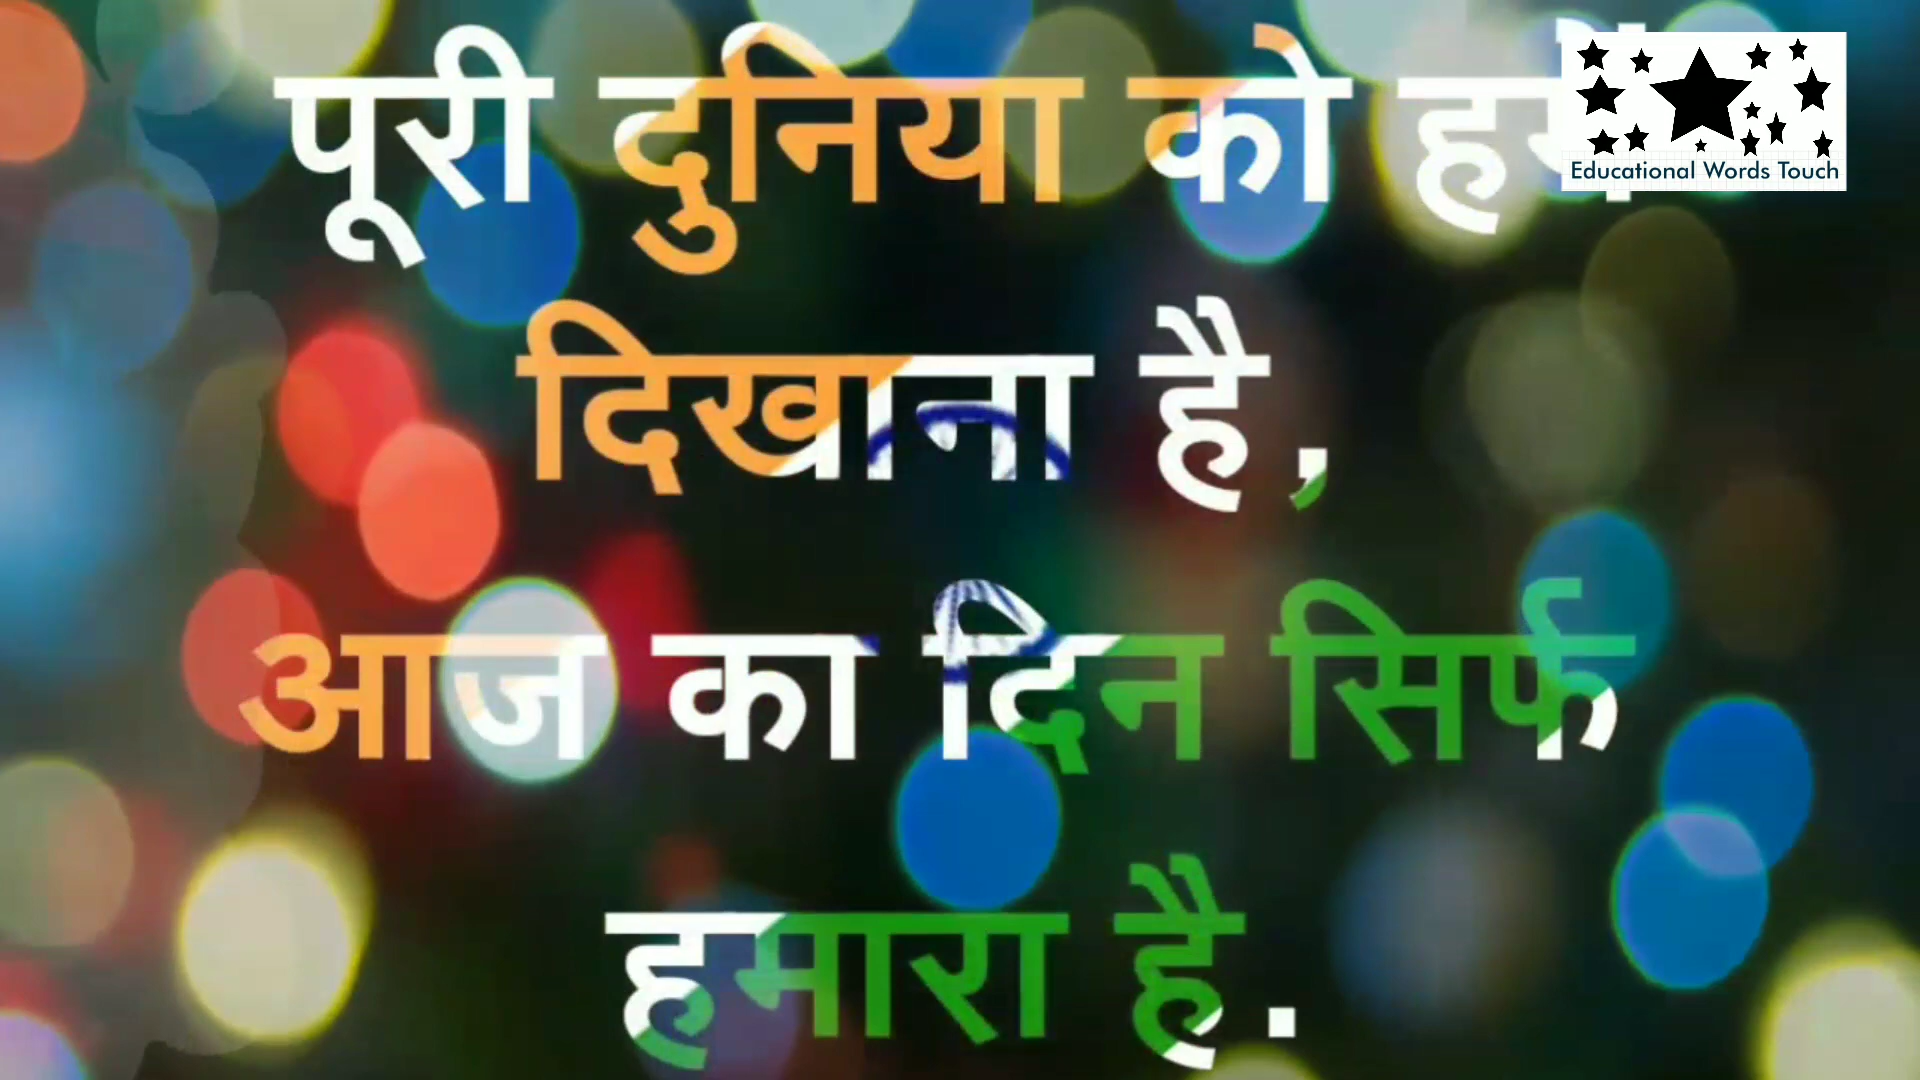 पूरी दुनिया को
Educational Words Touch
दिखाना है,
आज का दिन सिर्फ
हमारा है.